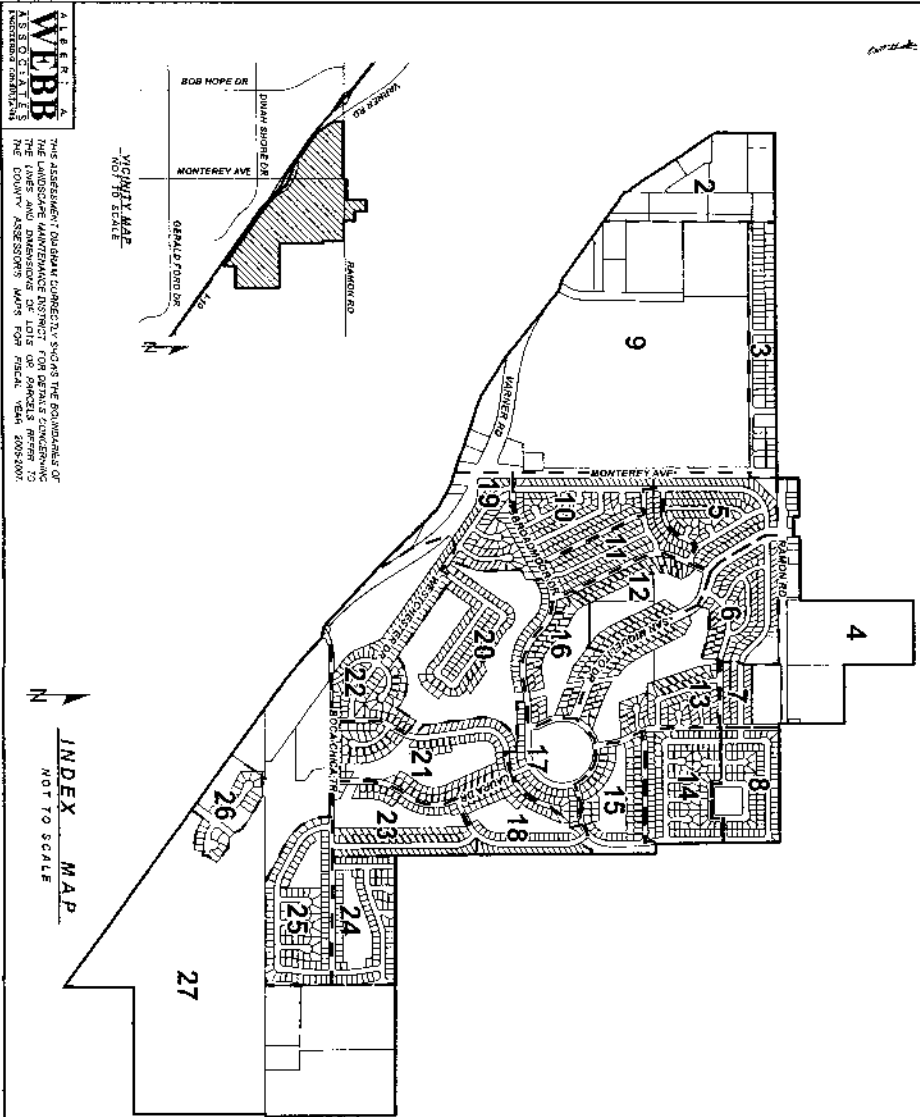 ALBERT A
WEBB
ASSOCIATES
ENGINEERING CONSULTANTS
THIS ASSESSMENT DIAGRAM CORRECTLY SHOWS THE BOUNDARIES OF
THE LANDSCAPE MAINTENANCE DISTRICT. FOR DETAILS CONCERNING
THE LINES AND DIMENSIONS OF LOTS OR PARCELS REFER TO
THE COUNTY ASSESSOR'S MAPS FOR FISCAL YEAR 2006-2007.
BOB HOPE DR
DINAH SHORE DR
VARNER RD
MONTEREY AVE
GERALD FORD DR
RAMON RD
I-10
VICINITY MAP
NOT TO SCALE
N
2
3
9
VARNER RD
MONTEREY AVE
RAMON RD
4
5
6
7
8
10
11
12
13
14
15
16
17
18
19
20
21
22
23
24
25
26
27
WESTCHESTER DR
BOCA CHICA TR
N
INDEX MAP
NOT TO SCALE